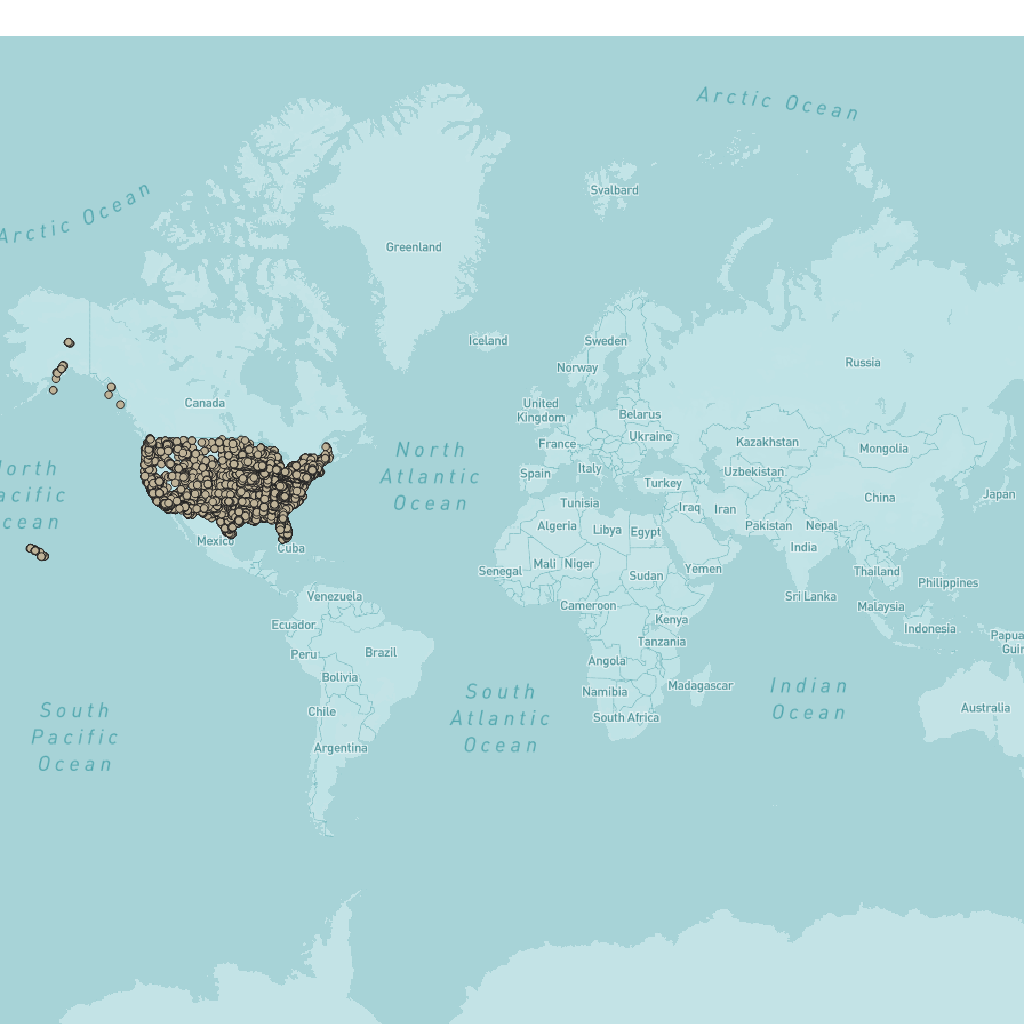 Arctic Ocean
Svalbard
Arctic Ocean
Greenland
Iceland
Sweden
Norway
Russia
Canada
United
Kingdom
Belarus
Ukraine
France
Kazakhstan
Mongolia
North
Atlantic
Ocean
Italy
Spain
Uzbekistan
Turkey
China
Japan
orth
acific
cean
Tunisia
Iraq
Iran
Algeria
Libya
Egypt
Pakistan
Nepal
Mexico
Cuba
India
Mali
Niger
Senegal
Sudan
Yemen
Thailand
Philippines
Venezuela
Sri Lanka
Cameroon
Malaysia
Ecuador
Kenya
Indonesia
Papua
Guin
Tanzania
Peru
Brazil
Angola
Bolivia
Madagascar
Namibia
South
Atlantic
Ocean
Indian
Ocean
Chile
South Africa
Australia
South
Pacific
Ocean
Argentina